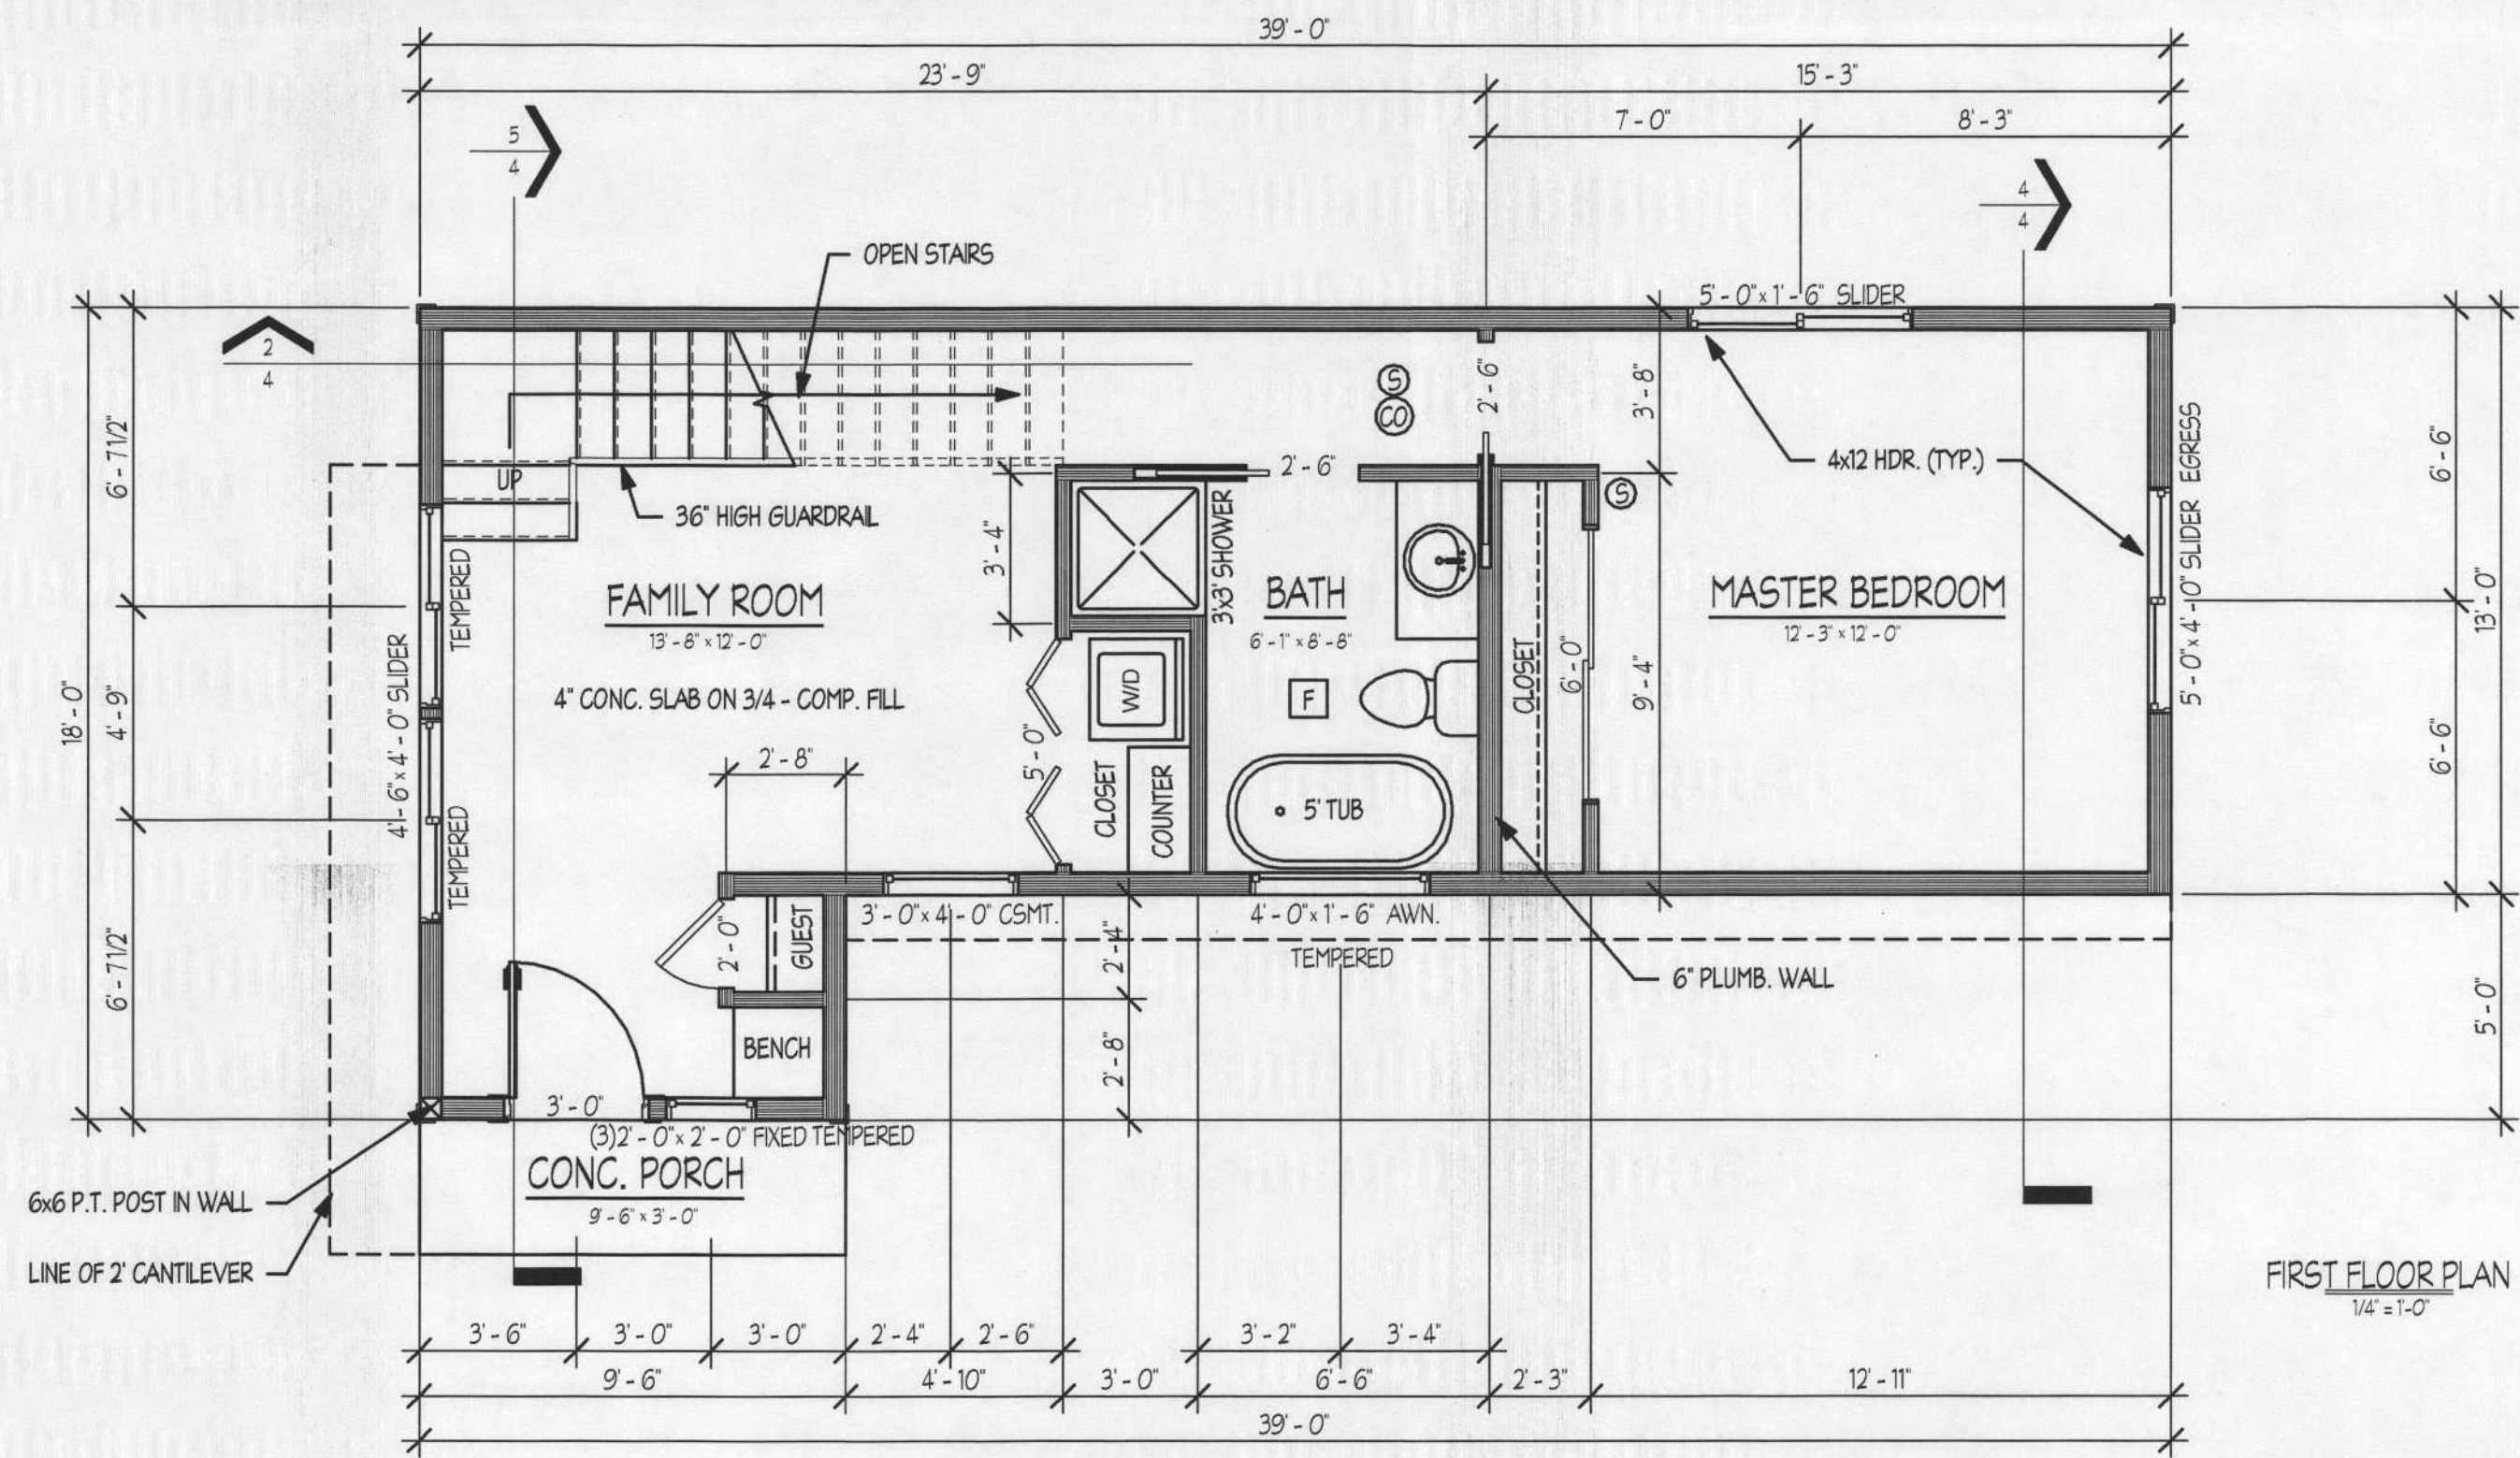 39'-0"
23'-9"
15'-3"
7'-0"
8'-3"
5
4
4
4
OPEN STAIRS
5'-0"x1'-6" SLIDER
2
4
S
CO
2'-6"
3'-8"
6'-7 1/2"
UP
2'-6"
S
4x12 HDR. (TYP.)
5'-0"x4'-0" SLIDER EGRESS
6'-6"
13'-0"
36" HIGH GUARDRAIL
3'-4"
3'x3' SHOWER
TEMPERED
FAMILY ROOM
13'-8" x 12'-0"
BATH
6'-1" x 8'-8"
MASTER BEDROOM
12'-3" x 12'-0"
18'-0"
4'-9"
4'-6"x4'-0" SLIDER
4" CONC. SLAB ON 3/4 - COMP. FILL
W/D
F
CLOSET
6'-0"
9'-4"
6'-6"
2'-8"
5'-0"
CLOSET
COUNTER
5' TUB
TEMPERED
6'-7 1/2"
2'-0"
GUEST
3'-0"x4'-0" CSMT.
2'-4"
4'-0"x1'-6" AWN.
TEMPERED
6" PLUMB. WALL
5'-0"
BENCH
2'-8"
3'-0"
(3)2'-0"x2'-0" FIXED TEMPERED
CONC. PORCH
9'-6" x 3'-0"
6x6 P.T. POST IN WALL
LINE OF 2' CANTILEVER
FIRST FLOOR PLAN
1/4" = 1'-0"
3'-6"
3'-0"
3'-0"
2'-4"
2'-6"
3'-2"
3'-4"
9'-6"
4'-10"
3'-0"
6'-6"
2'-3"
12'-11"
39'-0"